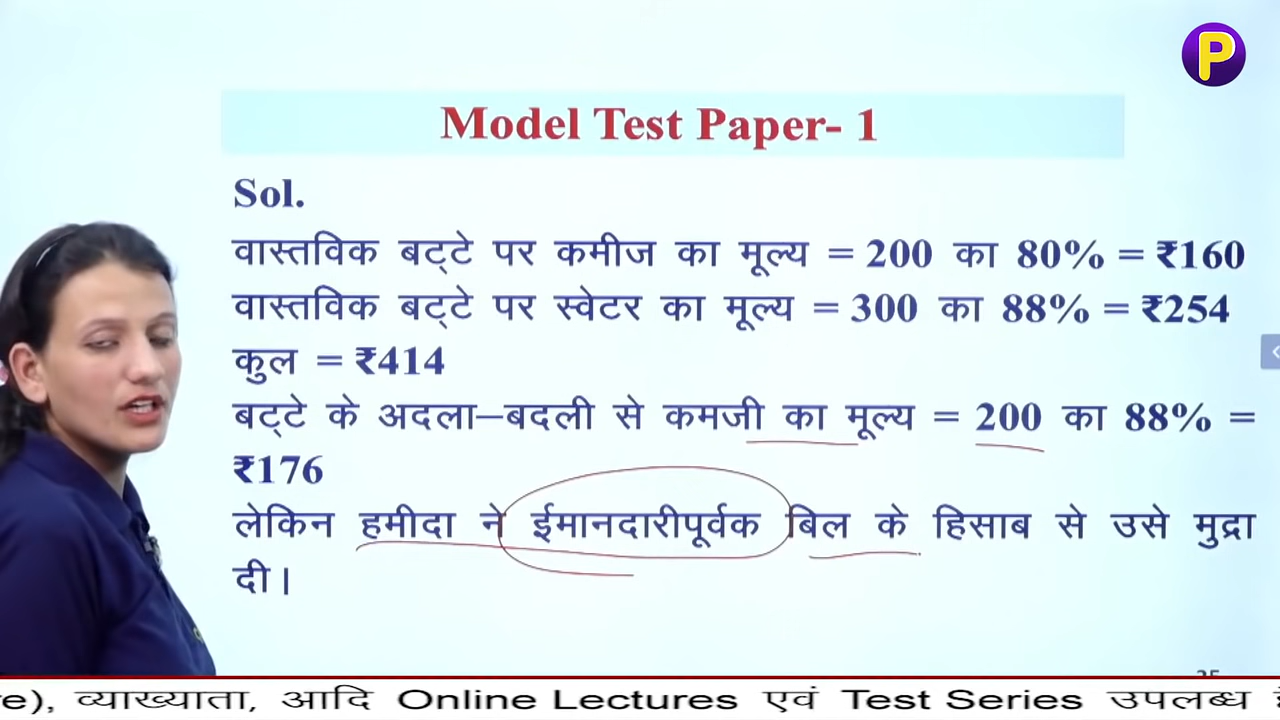 P
Model Test Paper- 1
Sol.
वास्तविक बट्टे पर कमीज का मूल्य = 200 का 80% = ₹160
वास्तविक बट्टे पर स्वेटर का मूल्य = 300 का 88% = ₹254
कुल = ₹414
बट्टे के अदला–बदली से कमजी का मूल्य = 200 का 88% =
₹176
लेकिन हमीदा ने ईमानदारीपूर्वक बिल के हिसाब से उसे मुद्रा
दी।
e), व्याख्याता, आदि Online Lectures एवं Test Series उपलब्ध